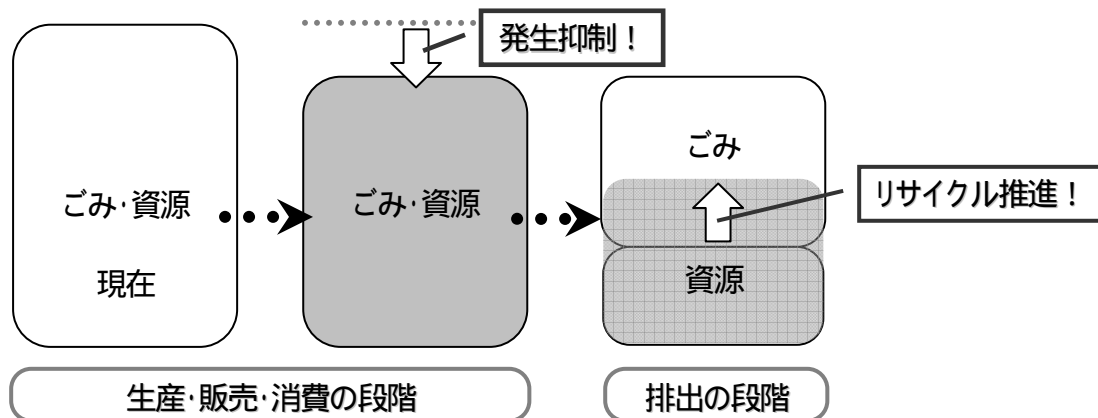 発生抑制！
ごみ・資源
現在
ごみ・資源
ごみ
リサイクル推進！
資源
生産・販売・消費の段階
排出の段階